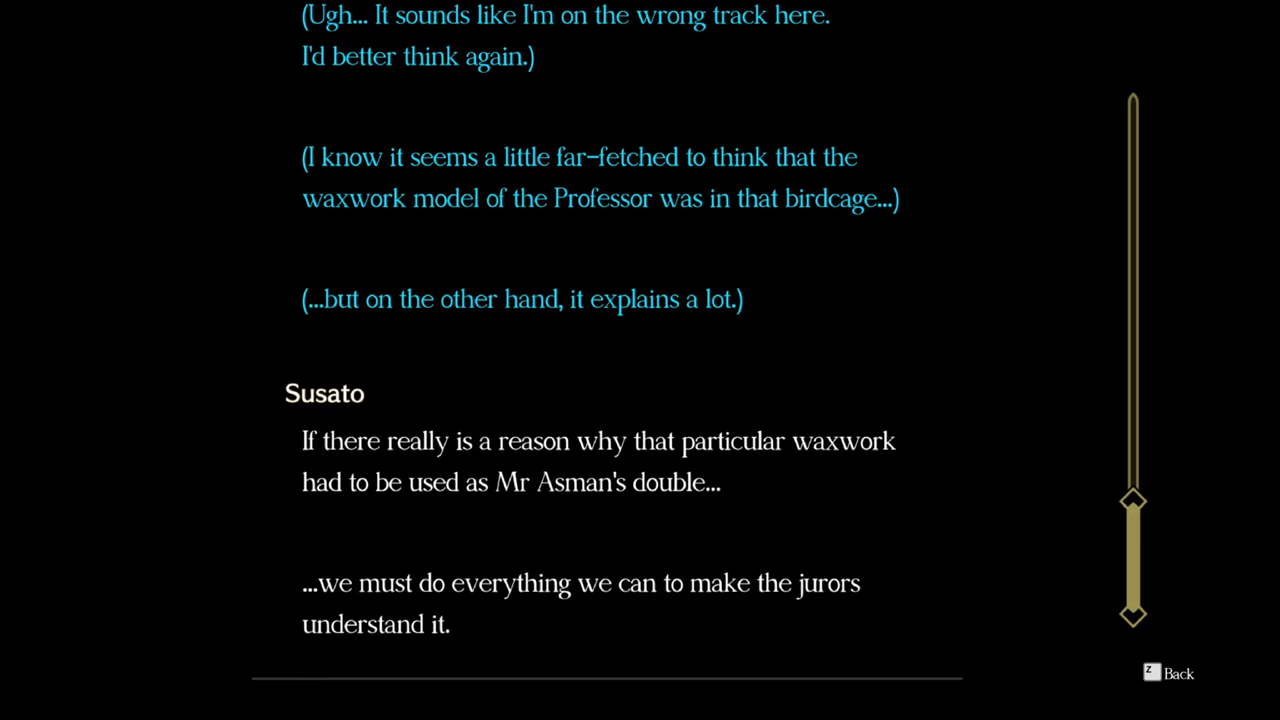 (Ugh... It sounds like I'm on the wrong track here.
I'd better think again.)
(I know it seems a little far-fetched to think that the
waxwork model of the Professor was in that birdcage...)
(...but on the other hand, it explains a lot.)
Susato
If there really is a reason why that particular waxwork
had to be used as Mr Asman's double...
...we must do everything we can to make the jurors
understand it.
Z Back